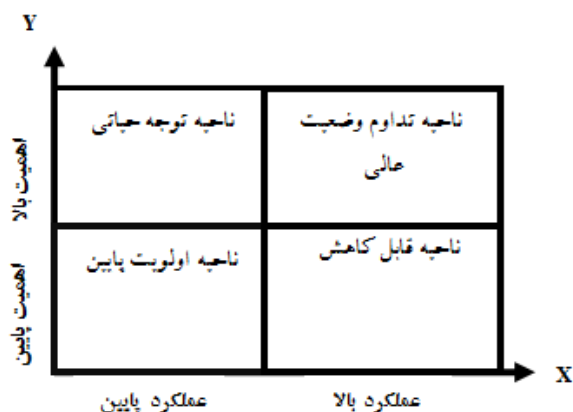 Y
ناحیه توجه حیاتی
ناحیه تداوم وضعیت
عالی
اهمیت بالا
ناحیه اولویت پایین
ناحیه قابل کاهش
اهمیت پایین
X
عملکرد پایین
عملکرد بالا